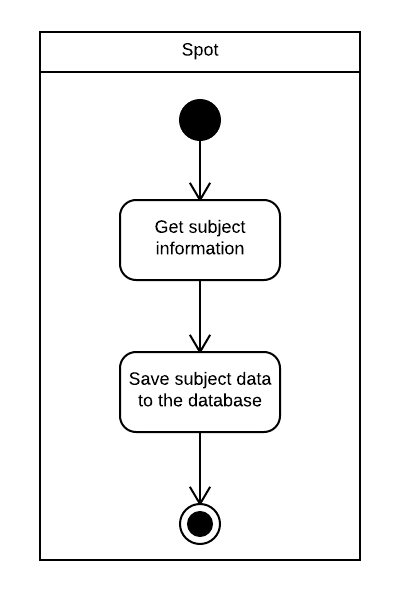 Spot
Get subject
information
Save subject data
to the database